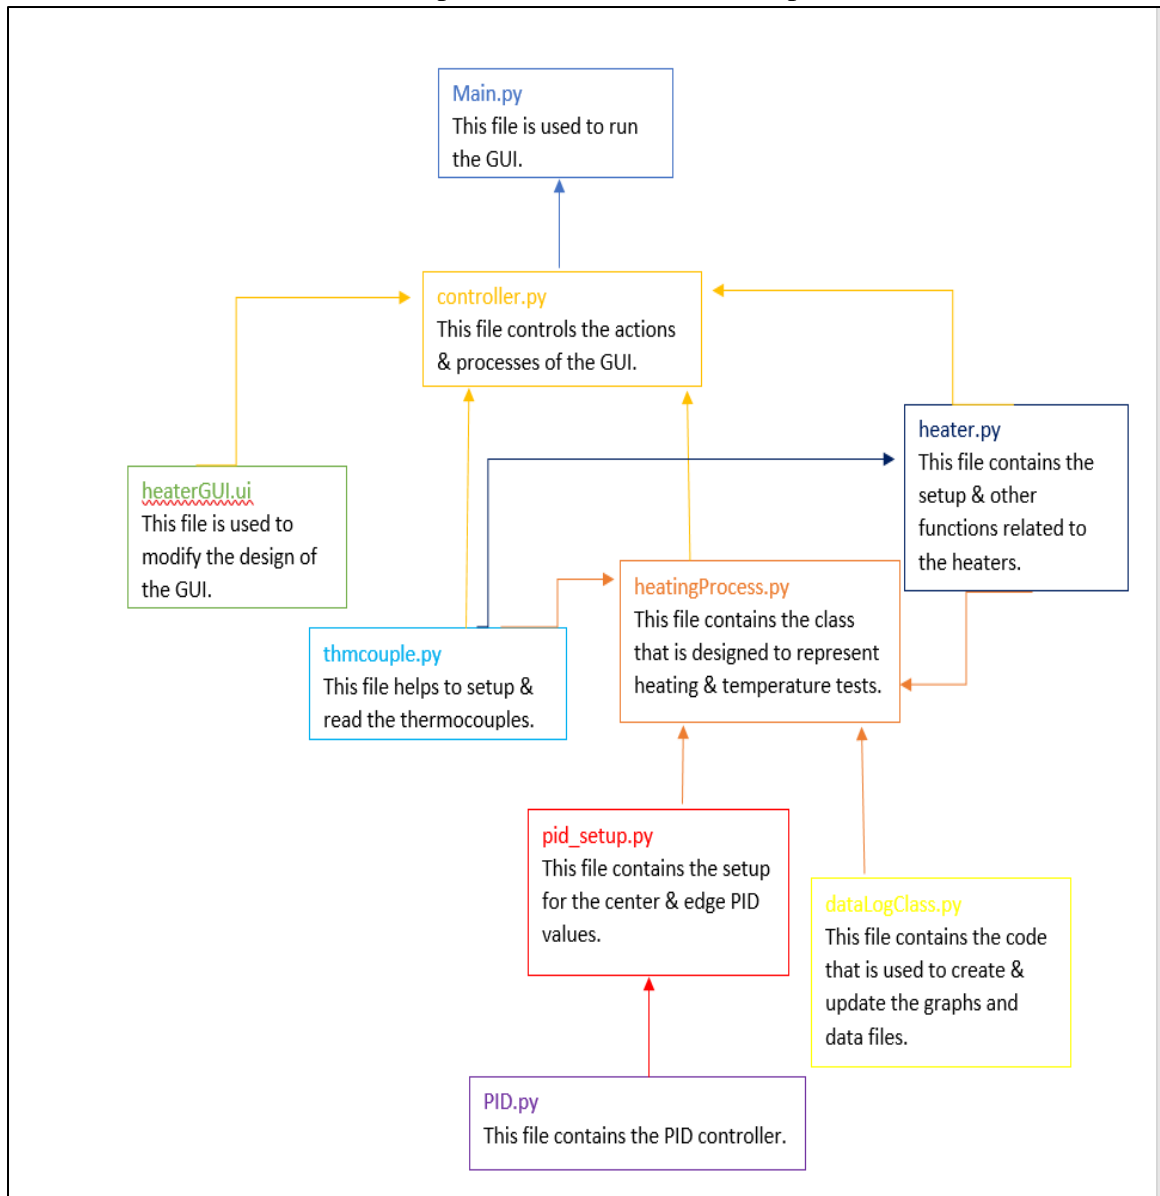 Main.py
This file is used to run
the GUI.
controller.py
This file controls the actions
& processes of the GUI.
heater.py
This file contains the
setup & other
functions related to
the heaters.
heaterGUI.ui
This file is used to
modify the design of
the GUI.
heatingProcess.py
This file contains the class
that is designed to represent
heating & temperature tests.
thmcouple.py
This file helps to setup &
read the thermocouples.
pid_setup.py
This file contains the setup
for the center & edge PID
values.
dataLogClass.py
This file contains the code
that is used to create &
update the graphs and
data files.
PID.py
This file contains the PID controller.